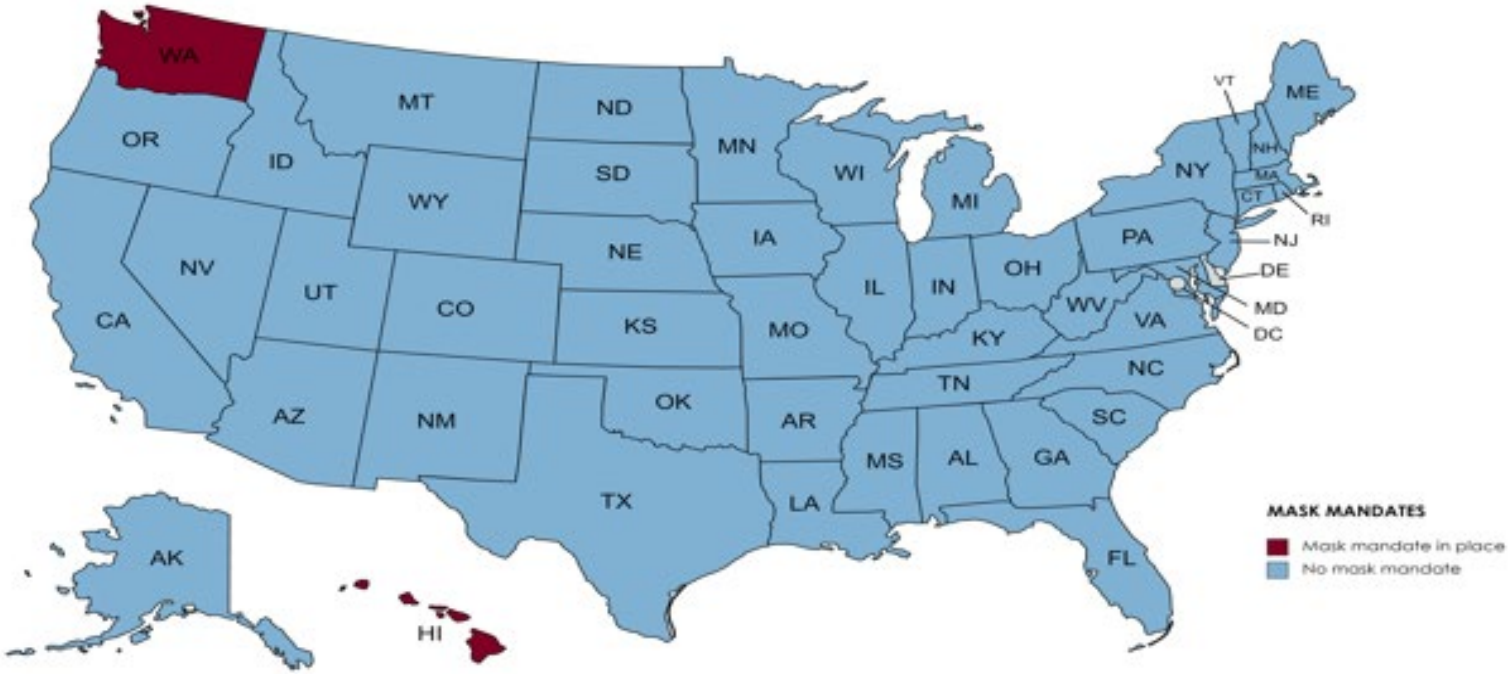 WA
MT
ND
MN
OR
ID
SD
WI
WY
MI
IA
NE
NV
UT
CO
CA
KS
MO
IL
IN
OH
PA
NY
VT
ME
NH
MA
CT
RI
NJ
DE
MD
DC
WV
VA
KY
NC
TN
SC
AZ
NM
OK
AR
MS
AL
GA
TX
LA
FL
AK
HI
MASK MANDATES
Mask mandate in place
No mask mandate